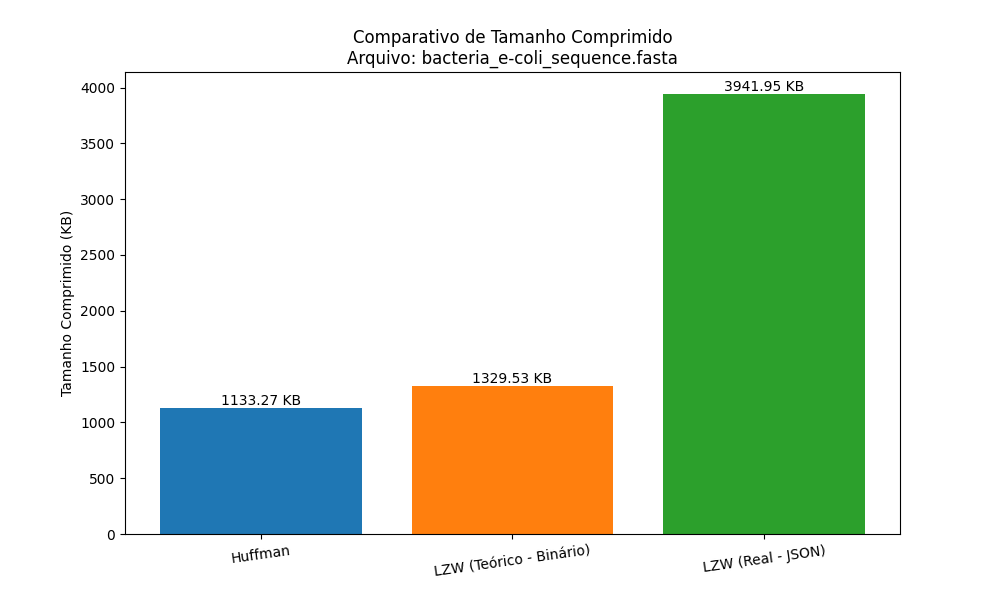 Comparativo de Tamanho Comprimido
Arquivo: bacteria_e-coli_sequence.fasta
Tamanho Comprimido (KB)
4000
3500
3000
2500
2000
1500
1000
500
0
1133.27 KB
1329.53 KB
3941.95 KB
Huffman
LZW (Teórico - Binário)
LZW (Real - JSON)